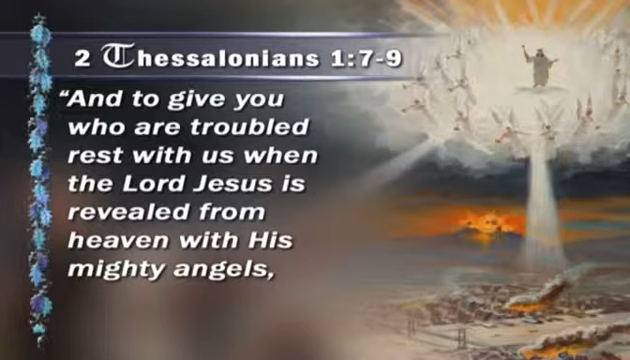 2 Thessalonians 1:7-9
“And to give you
who are troubled
rest with us when
the Lord Jesus is
revealed from
heaven with His
mighty angels,